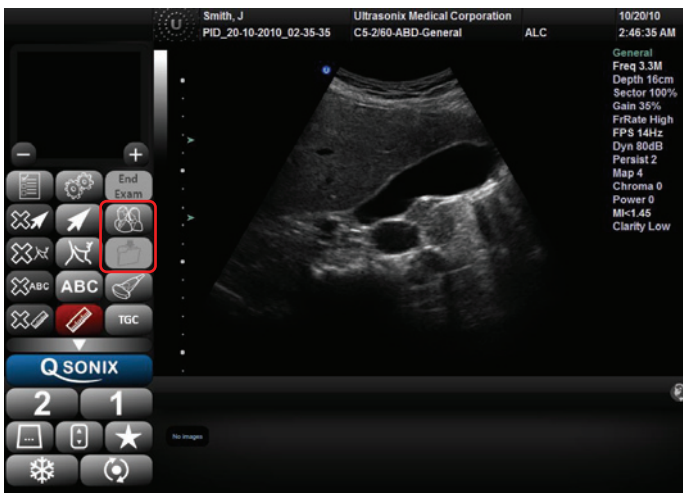 Smith, J Ultrasonix Medical Corporation 10/20/10
PID_20-10-2010_02-35-35 C5-2/60-ABD-General ALC 2:46:35 AM
U
General
Freq 3.3M
Depth 16cm
Sector 100%
Gain 35%
FrRate High
FPS 14Hz
Dyn 80dB
Persist 2
Map 4
Chroma 0
Power 0
MI<1.45
Clarity Low
End
Exam
ABC ABC
TGC
Q SONIX
2 1
No images